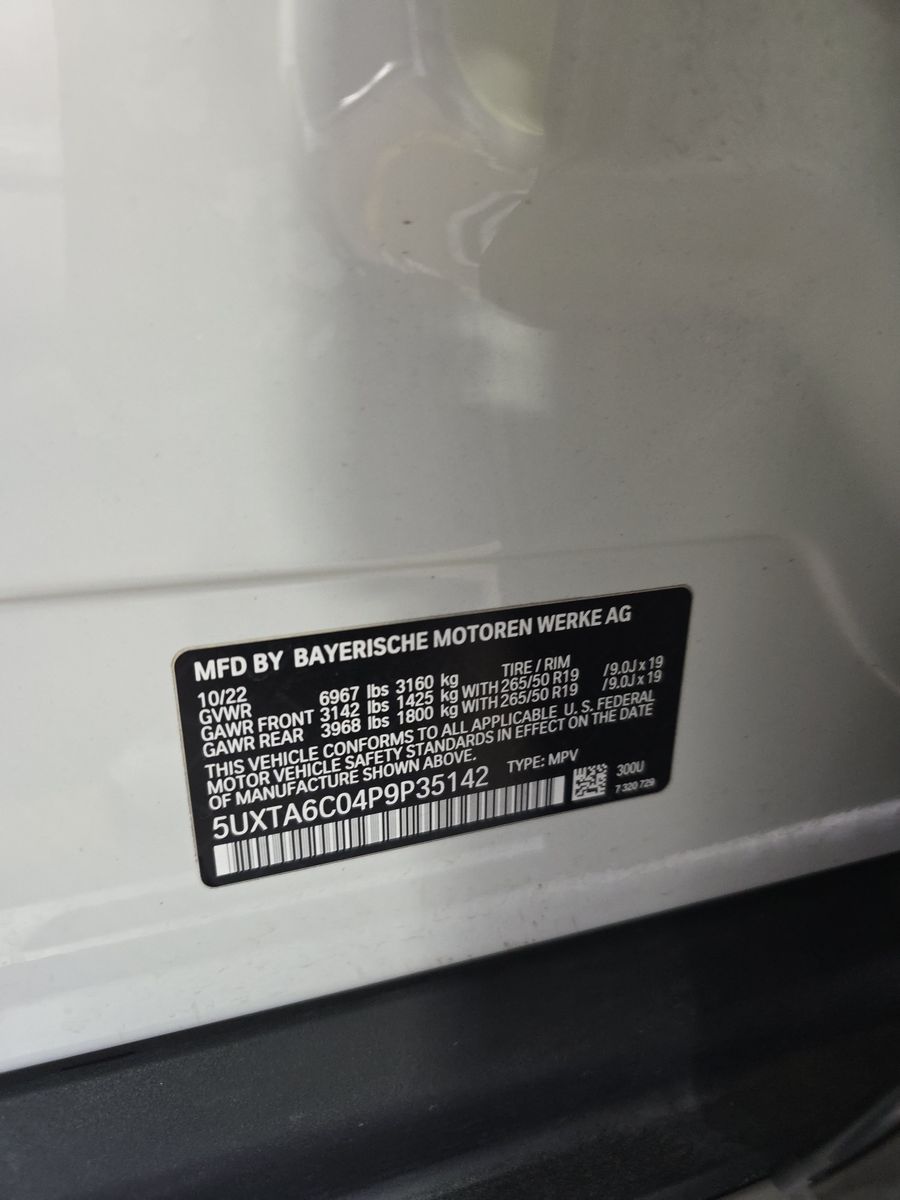 MFD BY BAYERISCHE MOTOREN WERKE AG
10/22 TIRE / RIM
GVWR 6967 lbs 3160 kg
GAWR FRONT 3142 lbs 1425 kg WITH 265/50 R19 /9.0J x 19
GAWR REAR 3968 lbs 1800 kg WITH 265/50 R19 /9.0J x 19
THIS VEHICLE CONFORMS TO ALL APPLICABLE U. S. FEDERAL
MOTOR VEHICLE SAFETY STANDARDS IN EFFECT ON THE DATE
OF MANUFACTURE SHOWN ABOVE.
TYPE: MPV
5UXTA6C04P9P35142
300U
7 320 729